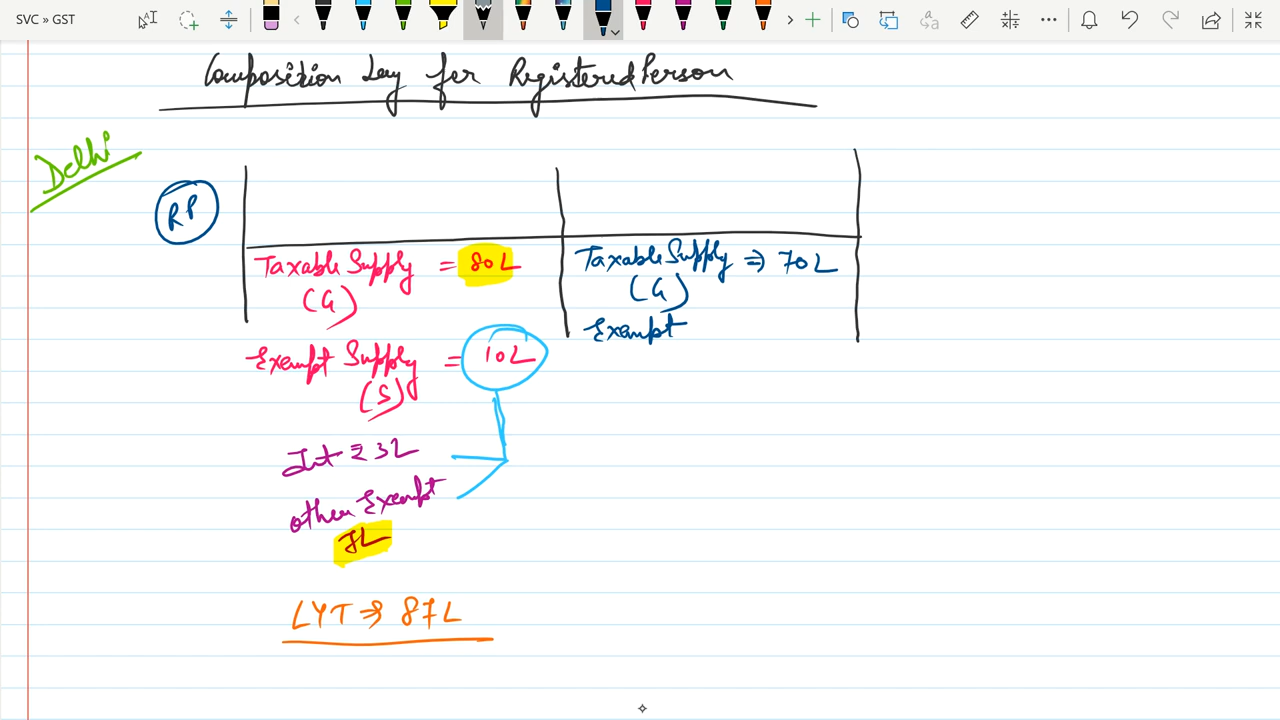 SVC » GST
Composition Levy for Registered Person
Delhi
RP
Taxable Supply = 80L
(G)
Exempt Supply = 10L
(S)
Int ₹ 3L
other Exempt
7L
LYT ⇒ 87L
Taxable Supply ⇒ 70L
(G)
Exempt